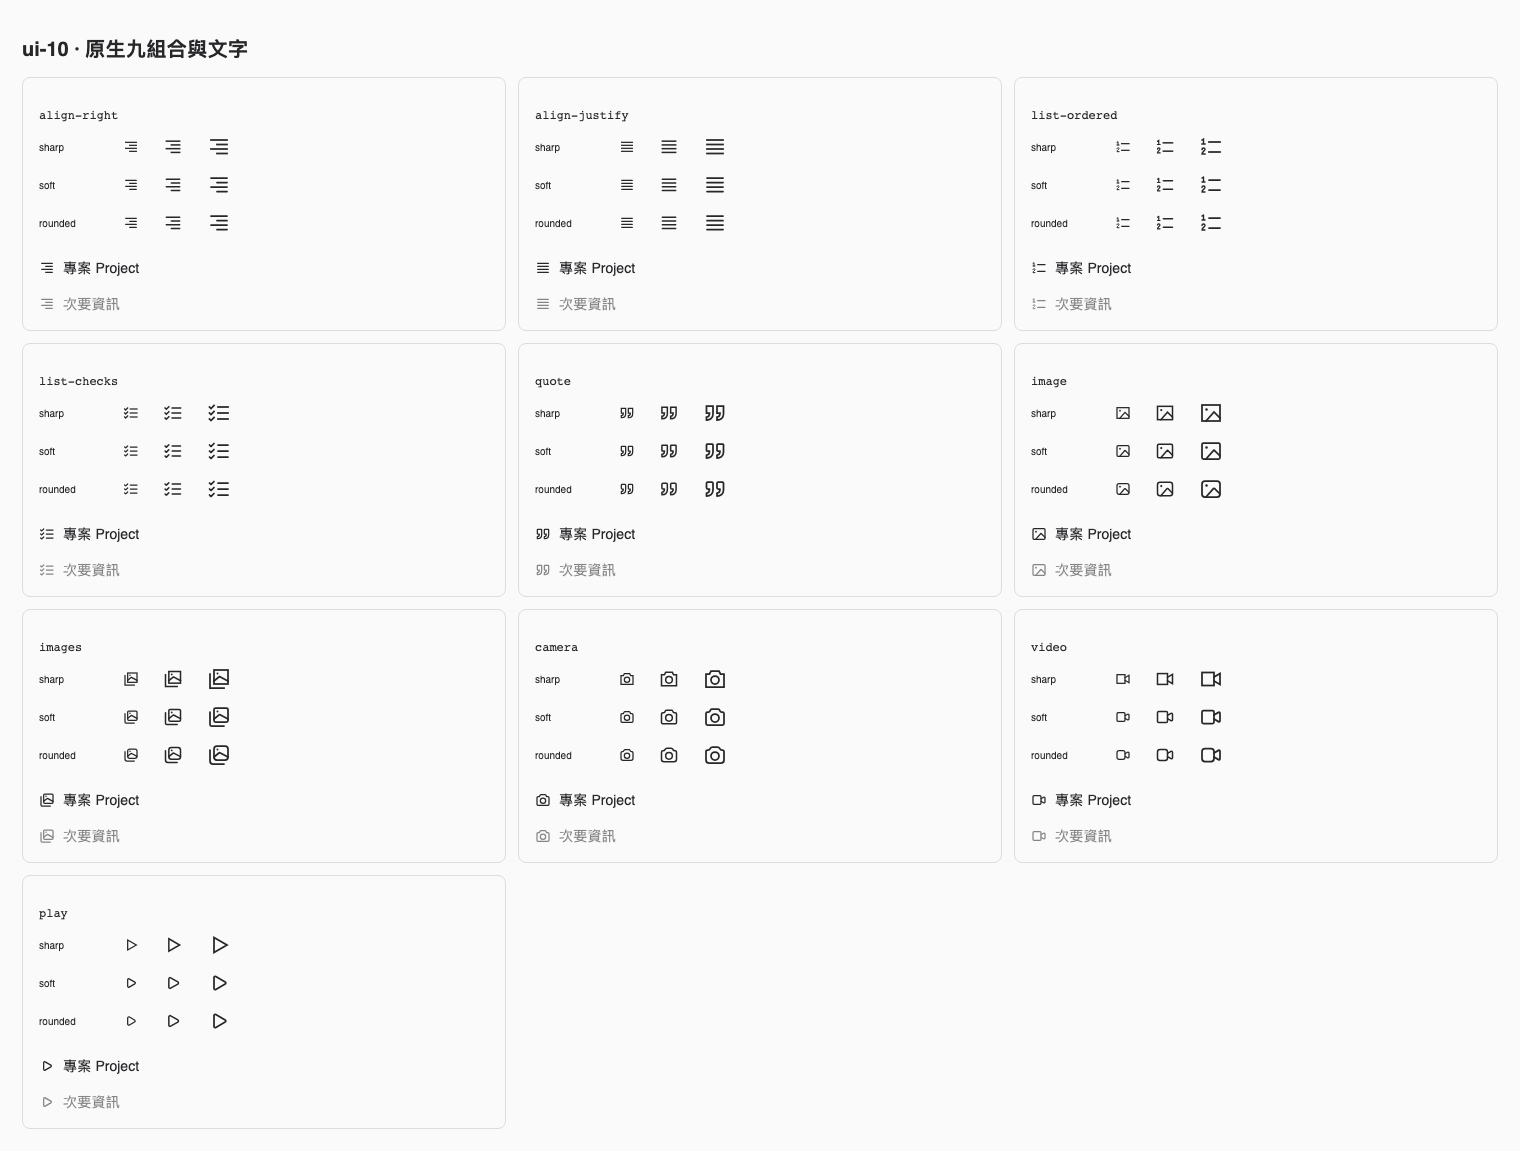 ui-10 · 原生九組合與文字
align-right
sharp
soft
rounded
專案 Project
次要資訊
align-justify
sharp
soft
rounded
專案 Project
次要資訊
list-ordered
sharp
soft
rounded
專案 Project
次要資訊
list-checks
sharp
soft
rounded
專案 Project
次要資訊
quote
sharp
soft
rounded
專案 Project
次要資訊
image
sharp
soft
rounded
專案 Project
次要資訊
images
sharp
soft
rounded
專案 Project
次要資訊
camera
sharp
soft
rounded
專案 Project
次要資訊
video
sharp
soft
rounded
專案 Project
次要資訊
play
sharp
soft
rounded
專案 Project
次要資訊